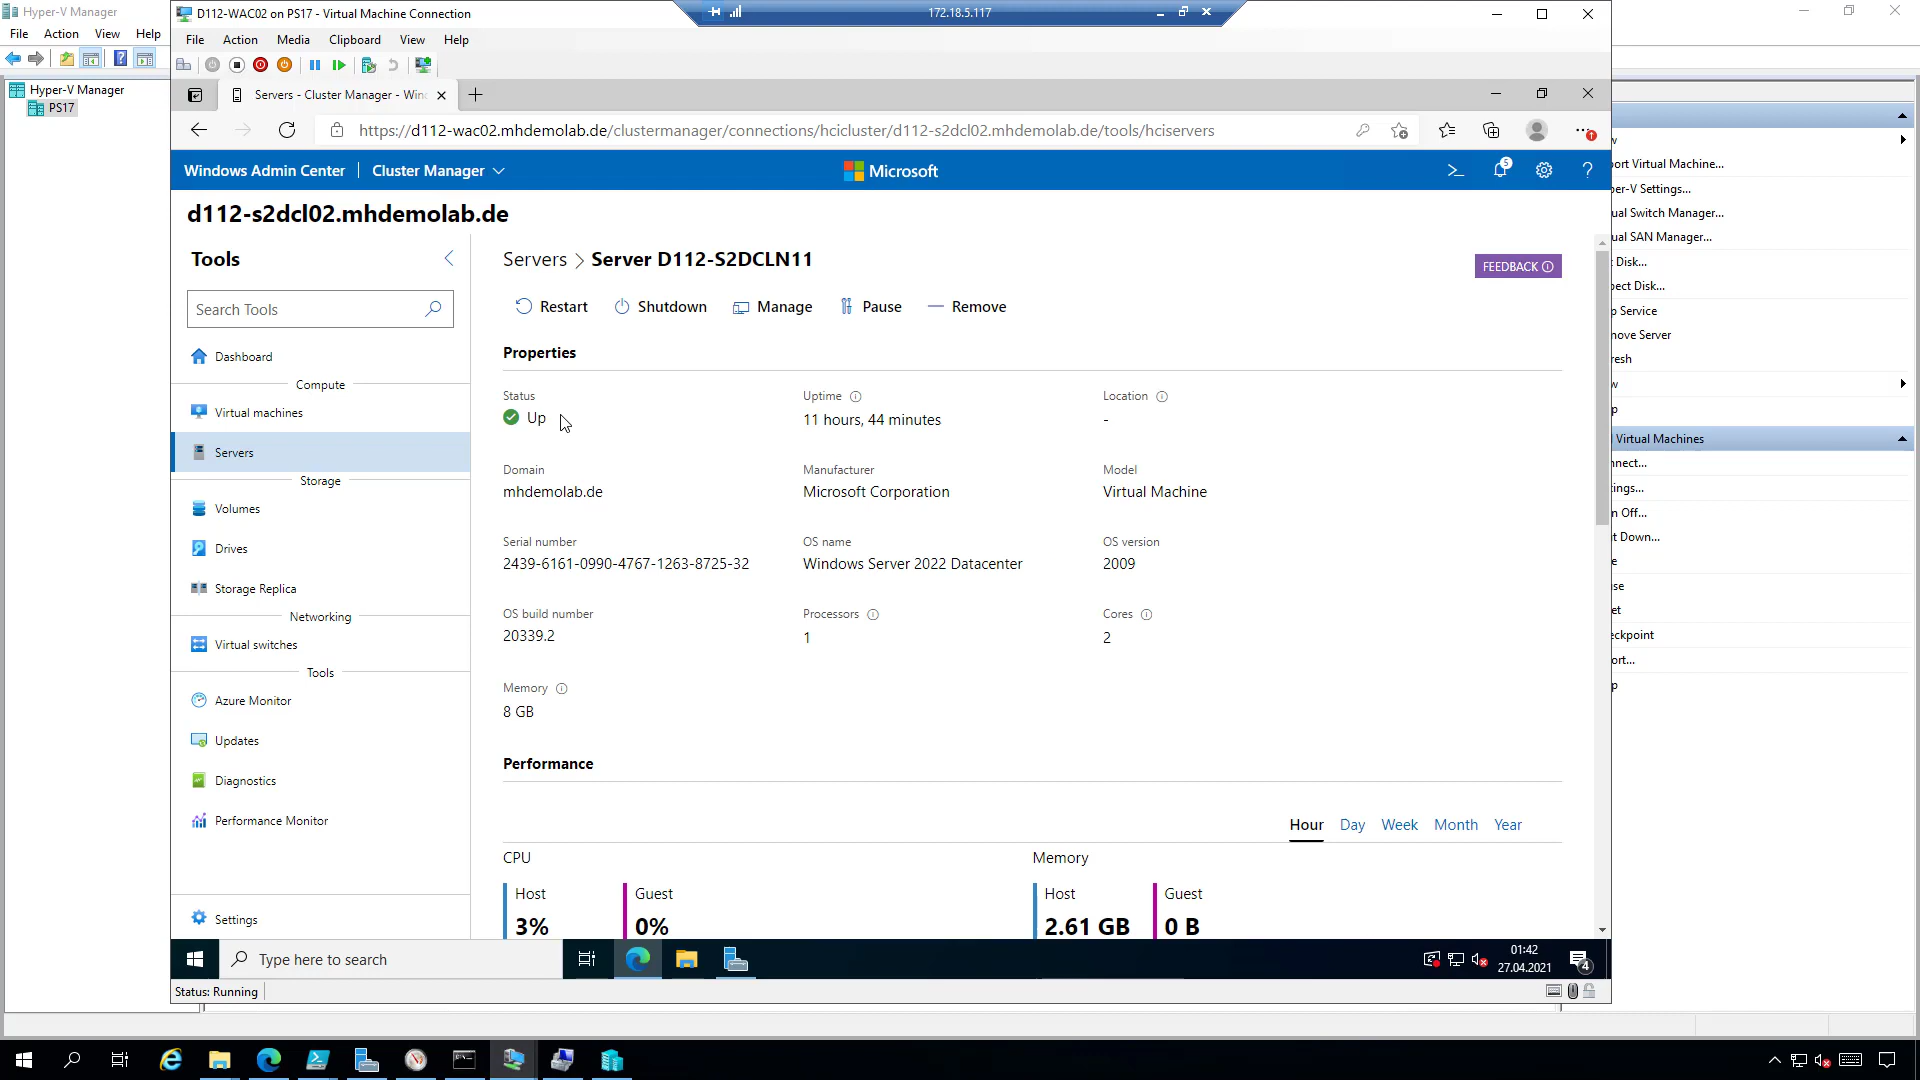 Hyper-V Manager
File Action View Help
Hyper-V Manager
PS17
D112-WAC02 on PS17 - Virtual Machine Connection
172.18.5.117
File Action Media Clipboard View Help
Servers - Cluster Manager - Win
https://d112-wac02.mhdemolab.de/clustermanager/connections/hcicluster/d112-s2dcl02.mhdemolab.de/tools/hciservers
Windows Admin Center | Cluster Manager
Microsoft
5
?
d112-s2dcl02.mhdemolab.de
Tools
Search Tools
Dashboard
Compute
Virtual machines
Servers
Storage
Volumes
Drives
Storage Replica
Networking
Virtual switches
Tools
Azure Monitor
Updates
Diagnostics
Performance Monitor
Settings
Servers > Server D112-S2DCLN11
FEEDBACK
Restart Shutdown Manage Pause Remove
Properties
Status
Up
Uptime
11 hours, 44 minutes
Location
-
Domain
mhdemolab.de
Manufacturer
Microsoft Corporation
Model
Virtual Machine
Serial number
2439-6161-0990-4767-1263-8725-32
OS name
Windows Server 2022 Datacenter
OS version
2009
OS build number
20339.2
Processors
1
Cores
2
Memory
8 GB
Performance
Hour Day Week Month Year
CPU
Host
3%
Guest
0%
Memory
Host
2.61 GB
Guest
0 B
Type here to search
01:42
27.04.2021
4
Status: Running
w
ort Virtual Machine...
er-V Settings...
ual Switch Manager...
ual SAN Manager...
t Disk...
pect Disk...
p Service
nove Server
resh
w
p
Virtual Machines
nnect...
tings...
n Off...
t Down...
e
use
et
eckpoint
ort...
p